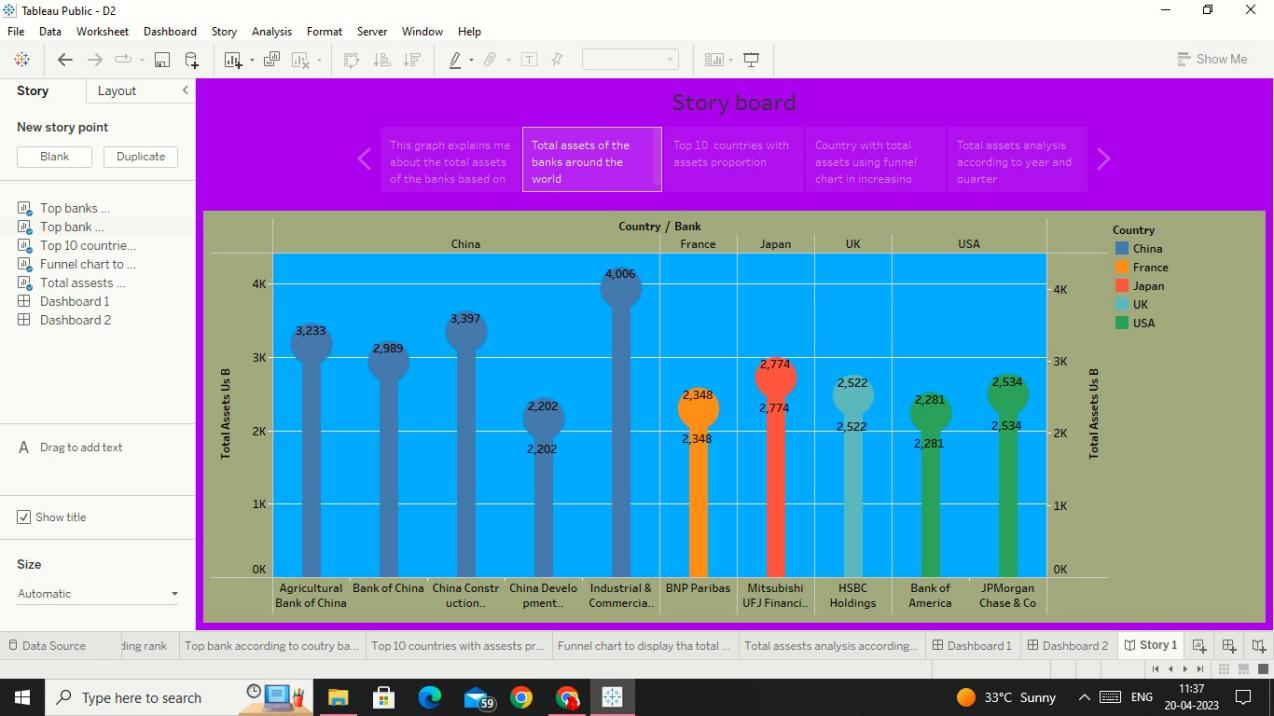 Tableau Public - D2
File Data Worksheet Dashboard Story Analysis Format Server Window Help
Show Me
Story Layout
New story point
Blank Duplicate
Top banks ...
Top bank ...
Top 10 countrie...
Funnel chart to ...
Total assests ...
Dashboard 1
Dashboard 2
A Drag to add text
Show title
Size
Automatic
Story board
This graph explains me
about the total assets
of the banks based on
Total assets of the
banks around the
world
Top 10 countries with
assets proportion
Country with total
assets using funnel
chart in increasing
Total assets analysis
according to year and
quarter
Country / Bank
China France Japan UK USA
Total Assets Us B
4K
3K
2K
1K
0K
3,233
2,989
3,397
2,202
2,202
4,006
2,348
2,348
2,774
2,774
2,522
2,522
2,281
2,281
2,534
2,534
4K
3K
2K
1K
0K
Total Assets Us B
Agricultural
Bank of China
Bank of China
China Constr
uction..
China Develo
pment..
Industrial &
Commercia..
BNP Paribas
Mitsubishi
UFJ Financi..
HSBC
Holdings
Bank of
America
JPMorgan
Chase & Co
Country
China
France
Japan
UK
USA
Data Source ding rank Top bank according to coutry ba... Top 10 countries with assests pr... Funnel chart to display tha total ... Total assests analysis according... Dashboard 1 Dashboard 2 Story 1
Type here to search 59 33°C Sunny ENG
11:37
20-04-2023